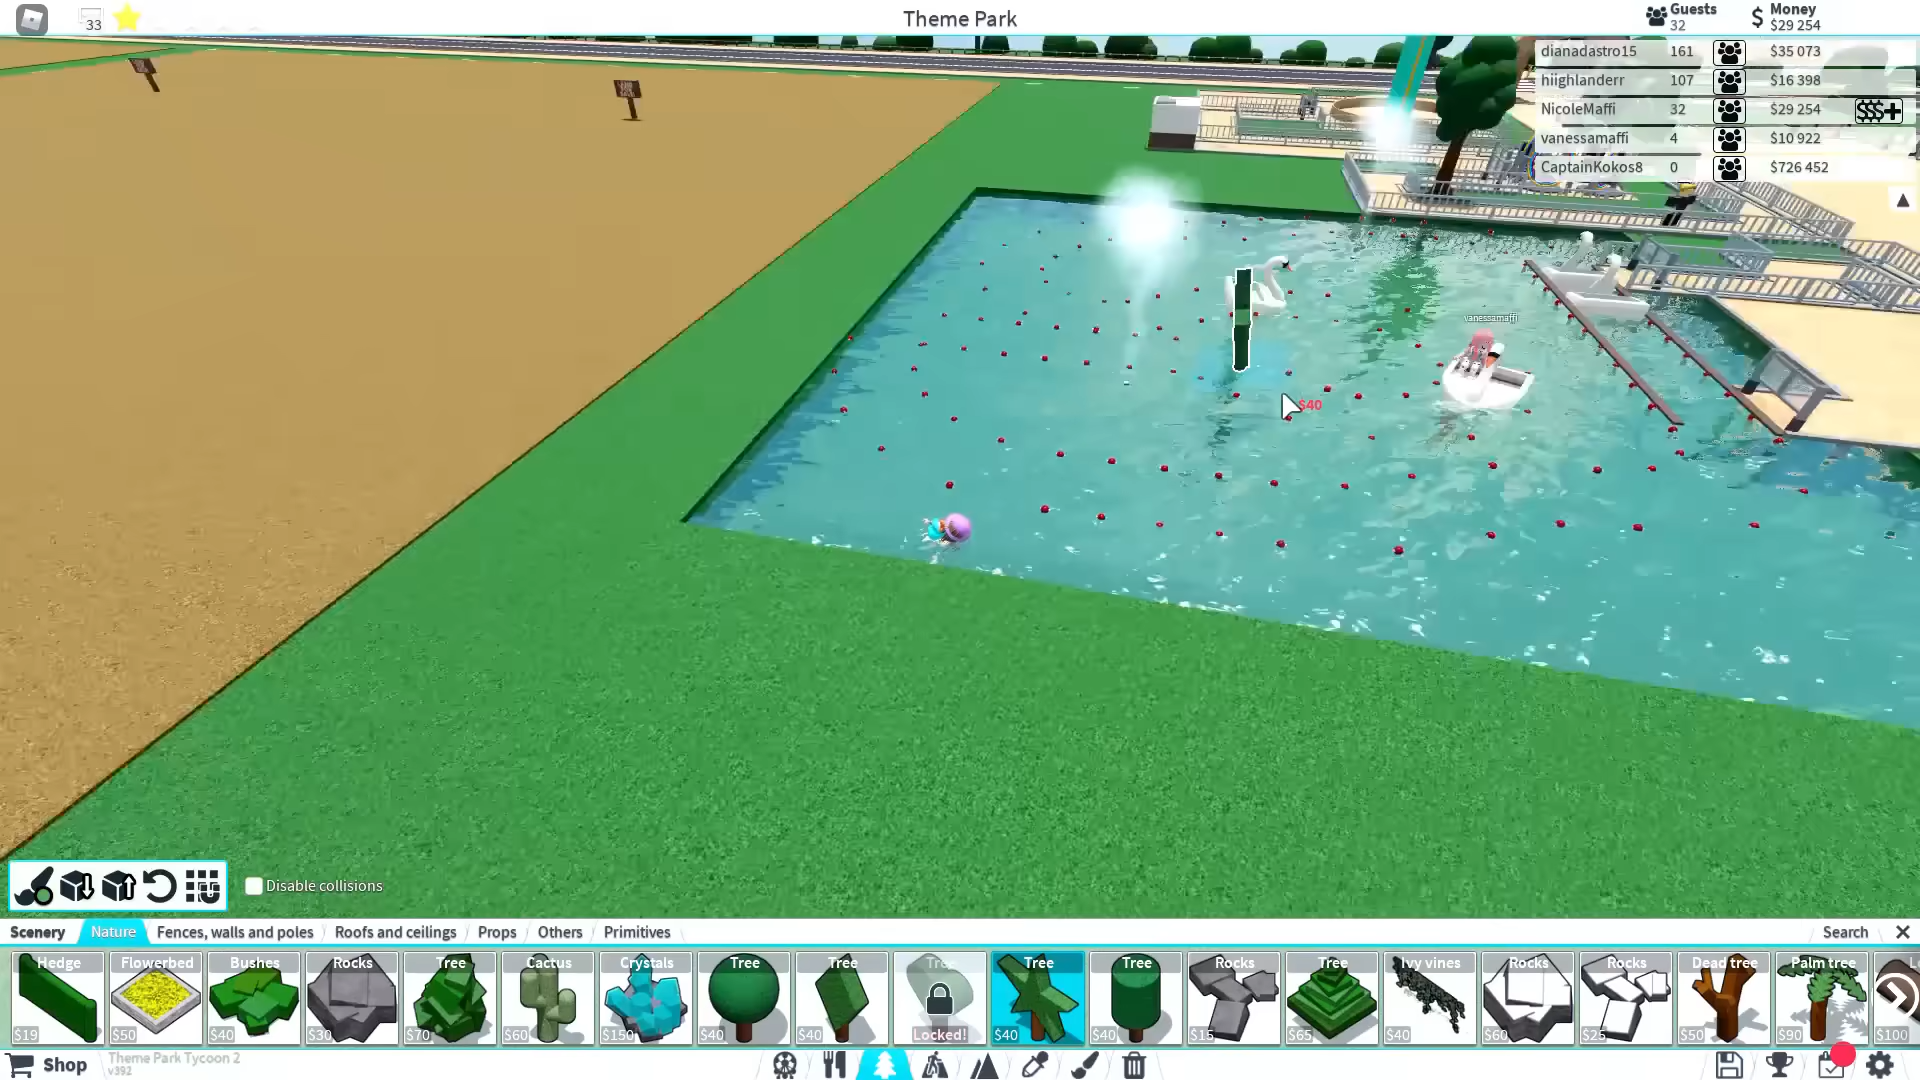 33
Theme Park
Guests
32
Money
$29 254
dianadastro15 161 $35 073
hiighlanderr 107 $16 398
NicoleMaffi 32 $29 254 $$$+
vanessamaffi 4 $10 922
CaptainKokos8 0 $726 452
vanessamaffi
$40
Disable collisions
Scenery Nature Fences, walls and poles Roofs and ceilings Props Others Primitives Search
Hedge Flowerbed Bushes Rocks Tree Cactus Crystals Tree Tree Tree Tree Tree Rocks Tree Ivy vines Rocks Rocks Dead tree Palm tree
$19 $50 $40 $30 $70 $60 $150 $40 $40 Locked! $40 $40 $15 $65 $40 $60 $25 $50 $90 $100
Shop
Theme Park Tycoon 2
v392